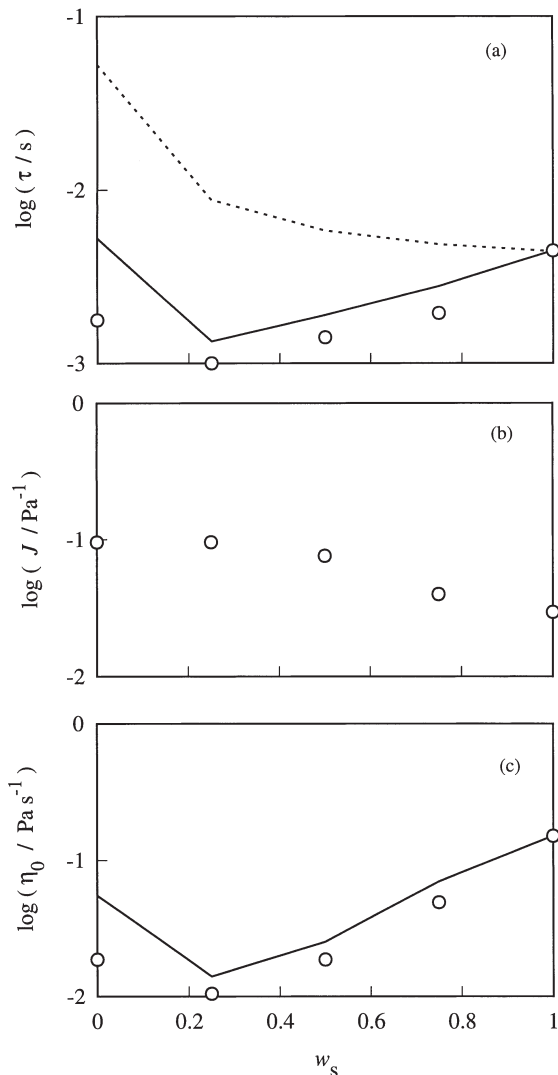 -1
(a)
log ( τ / s )
-2
-3
0
(b)
log ( J / Pa⁻¹ )
-1
-2
0
(c)
log ( η₀ / Pa s⁻¹ )
-1
-2
0 0.2 0.4 0.6 0.8 1
wₛ